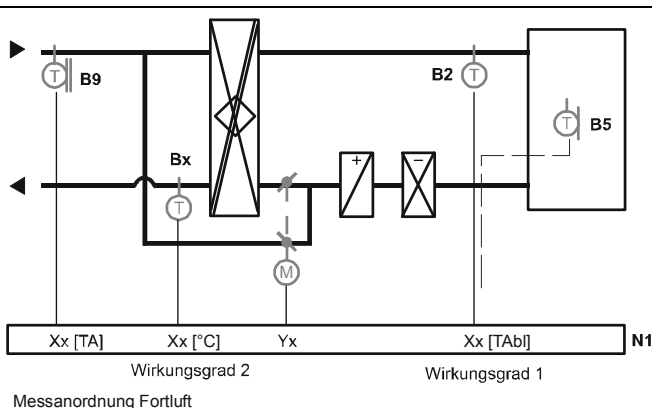 T
B9
B2
T
T
B5
Bx
T
+
−
M
Xx [TA]
Xx [°C]
Yx
Xx [TAbl]
N1
Wirkungsgrad 2
Wirkungsgrad 1
Messanordnung Fortluft